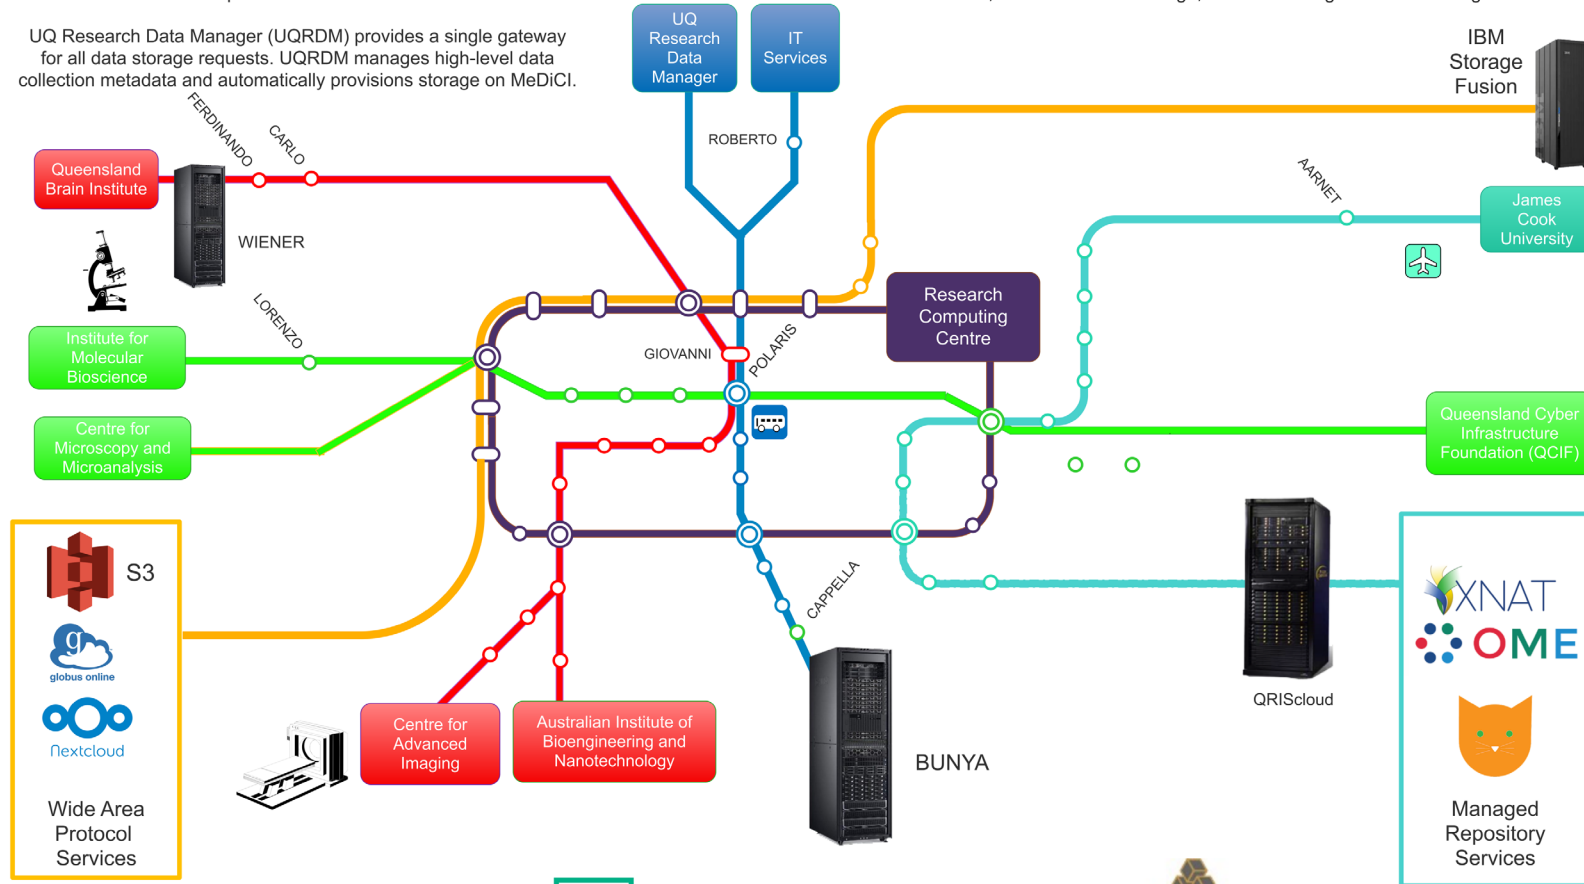 UQ Research Data Manager (UQRDM) provides a single gateway
for all data storage requests. UQRDM manages high-level data
collection metadata and automatically provisions storage on MeDiCI.
UQ
Research
Data
Manager
IT
Services
IBM
Storage
Fusion
ROBERTO
FERDINANDO
CARLO
Queensland
Brain Institute
WIENER
AARNET
James
Cook
University
LORENZO
Research
Computing
Centre
Institute for
Molecular
Bioscience
GIOVANNI
POLARIS
Centre for
Microscopy and
Microanalysis
Queensland Cyber
Infrastructure
Foundation (QCIF)
S3
g
globus online
nextcloud
Wide Area
Protocol
Services
CAPPELLA
Centre for
Advanced
Imaging
Australian Institute of
Bioengineering and
Nanotechnology
BUNYA
QRIScloud
XNAT
OME
Managed
Repository
Services